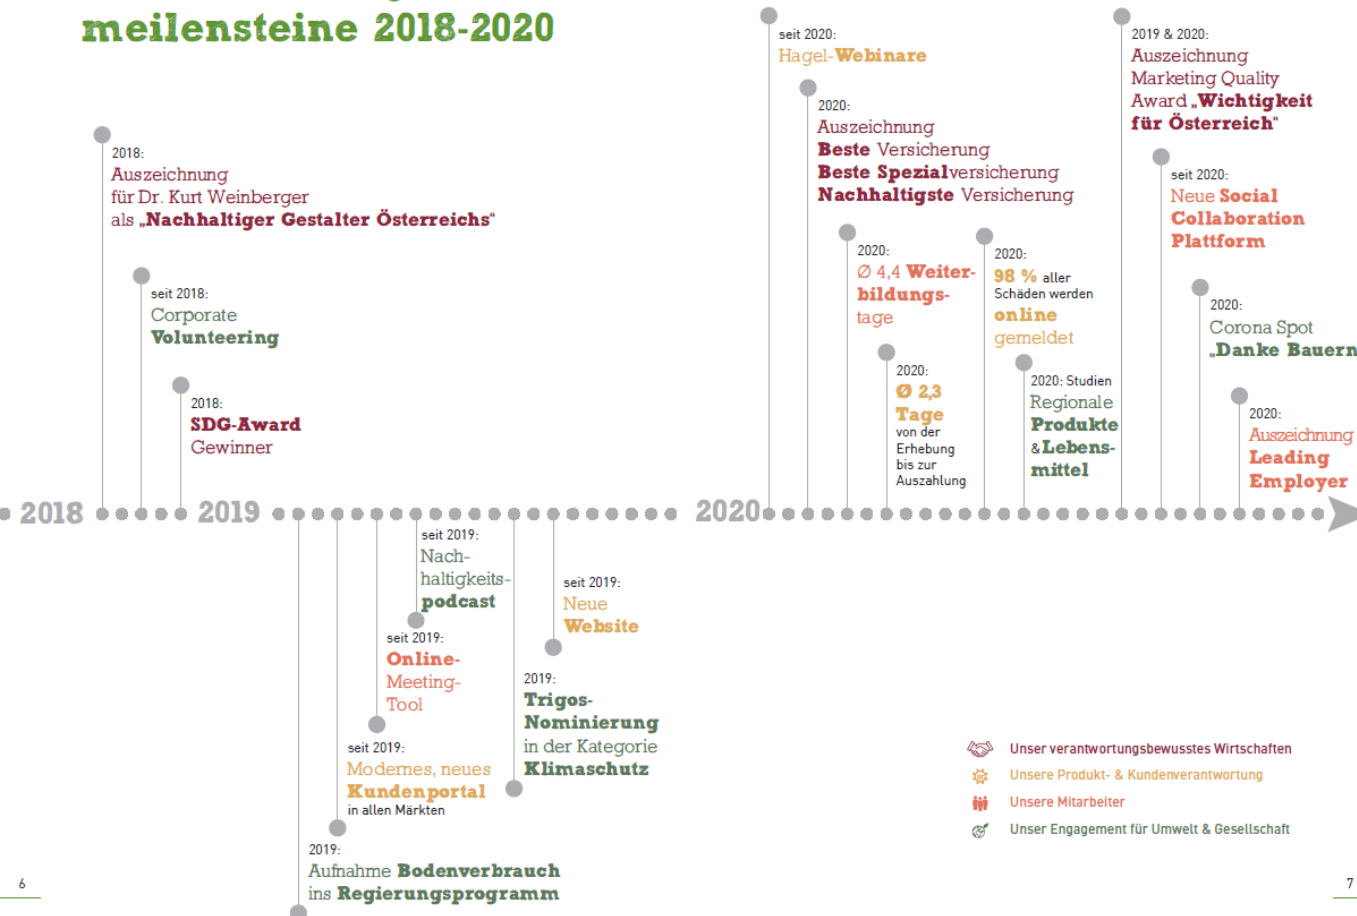 meilensteine 2018-2020
2018:
Auszeichnung
für Dr. Kurt Weinberger
als „Nachhaltiger Gestalter Österreichs“
seit 2018:
Corporate
Volunteering
2018:
SDG-Award
Gewinner
seit 2020:
Hagel-Webinare
2020:
Auszeichnung
Beste Versicherung
Beste Spezialversicherung
Nachhaltigste Versicherung
2020:
Ø 4,4 Weiter-
bildungs-
tage
2020:
Ø 2,3
Tage
von der
Erhebung
bis zur
Auszahlung
2020:
98 % aller
Schäden werden
online
gemeldet
2020: Studien
Regionale
Produkte
& Lebens-
mittel
2019 & 2020:
Auszeichnung
Marketing Quality
Award „Wichtigkeit
für Österreich“
seit 2020:
Neue Social
Collaboration
Plattform
2020:
Corona Spot
„Danke Bauern
2020:
Auszeichnung
Leading
Employer
2018 2019 2020
seit 2019:
Nach-
haltigkeits-
podcast
seit 2019:
Neue
Website
seit 2019:
Online-
Meeting-
Tool
2019:
Trigos-
Nominierung
in der Kategorie
Klimaschutz
seit 2019:
Modernes, neues
Kundenportal
in allen Märkten
2019:
Aufnahme Bodenverbrauch
ins Regierungsprogramm
Unser verantwortungsbewusstes Wirtschaften
Unsere Produkt- & Kundenverantwortung
Unsere Mitarbeiter
Unser Engagement für Umwelt & Gesellschaft
6
7